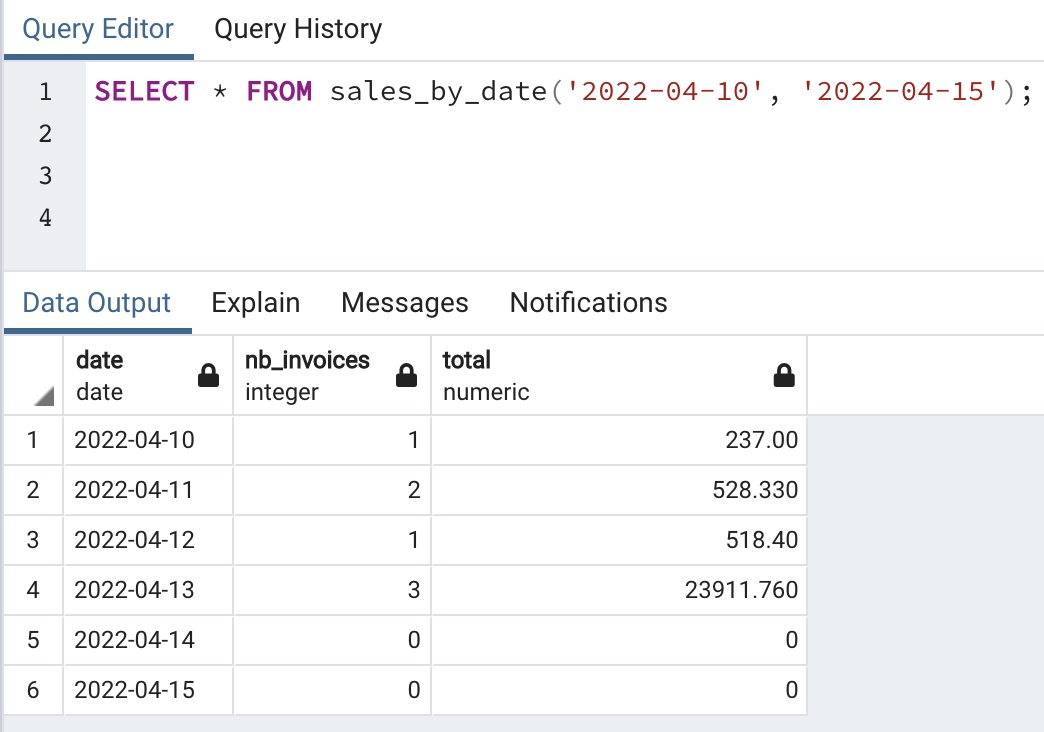 Query Editor Query History
1 SELECT * FROM sales_by_date('2022-04-10', '2022-04-15');
2
3
4
Data Output Explain Messages Notifications
date nb_invoices total
date integer numeric
1 2022-04-10 1 237.00
2 2022-04-11 2 528.330
3 2022-04-12 1 518.40
4 2022-04-13 3 23911.760
5 2022-04-14 0 0
6 2022-04-15 0 0